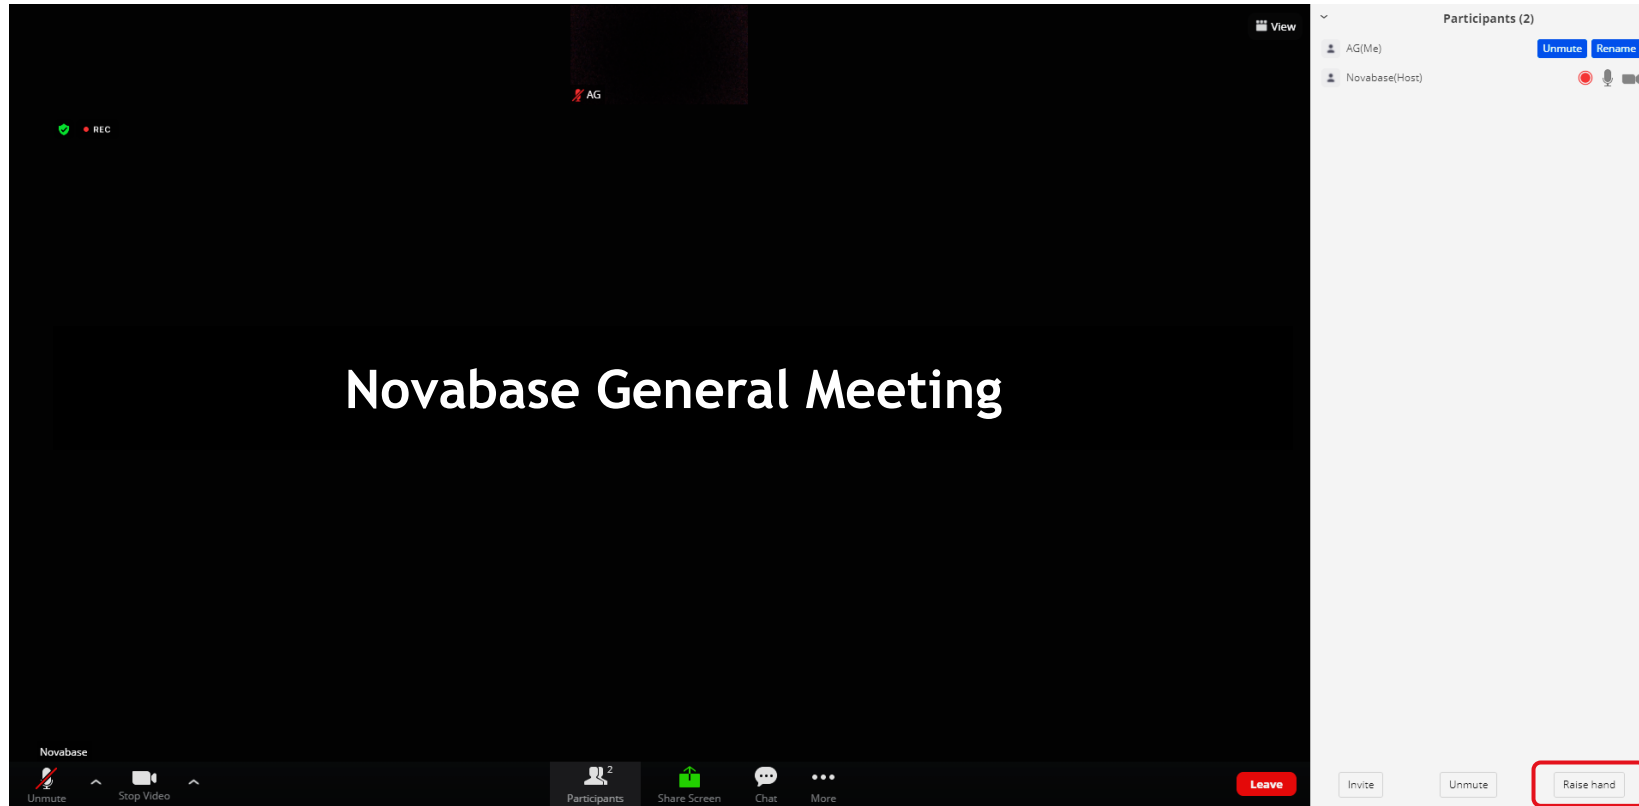 View
Participants (2)
AG(Me)
Unmute
Rename
Novabase(Host)
AG
REC
Novabase General Meeting
Novabase
Unmute
Stop Video
Participants
2
Share Screen
Chat
More
Leave
Invite
Unmute
Raise hand